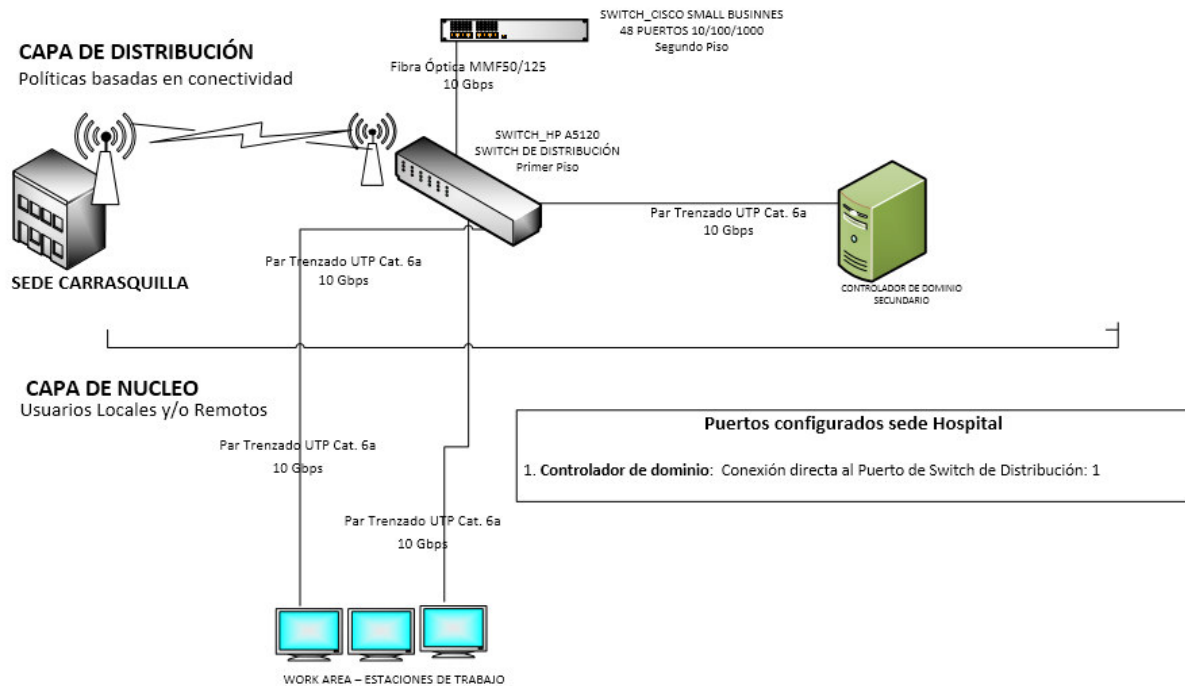 SWITCH_CISCO SMALL BUSINNES
48 PUERTOS 10/100/1000
Segundo Piso
CAPA DE DISTRIBUCIÓN
Políticas basadas en conectividad
Fibra Óptica MMF50/125
10 Gbps
SWITCH_HP A5120
SWITCH DE DISTRIBUCIÓN
Primer Piso
Par Trenzado UTP Cat. 6a
10 Gbps
Par Trenzado UTP Cat. 6a
10 Gbps
SEDE CARRASQUILLA
CONTROLADOR DE DOMINIO
SECUNDARIO
CAPA DE NUCLEO
Usuarios Locales y/o Remotos
Puertos configurados sede Hospital
1. Controlador de dominio: Conexión directa al Puerto de Switch de Distribución: 1
Par Trenzado UTP Cat. 6a
10 Gbps
Par Trenzado UTP Cat. 6a
10 Gbps
WORK AREA – ESTACIONES DE TRABAJO